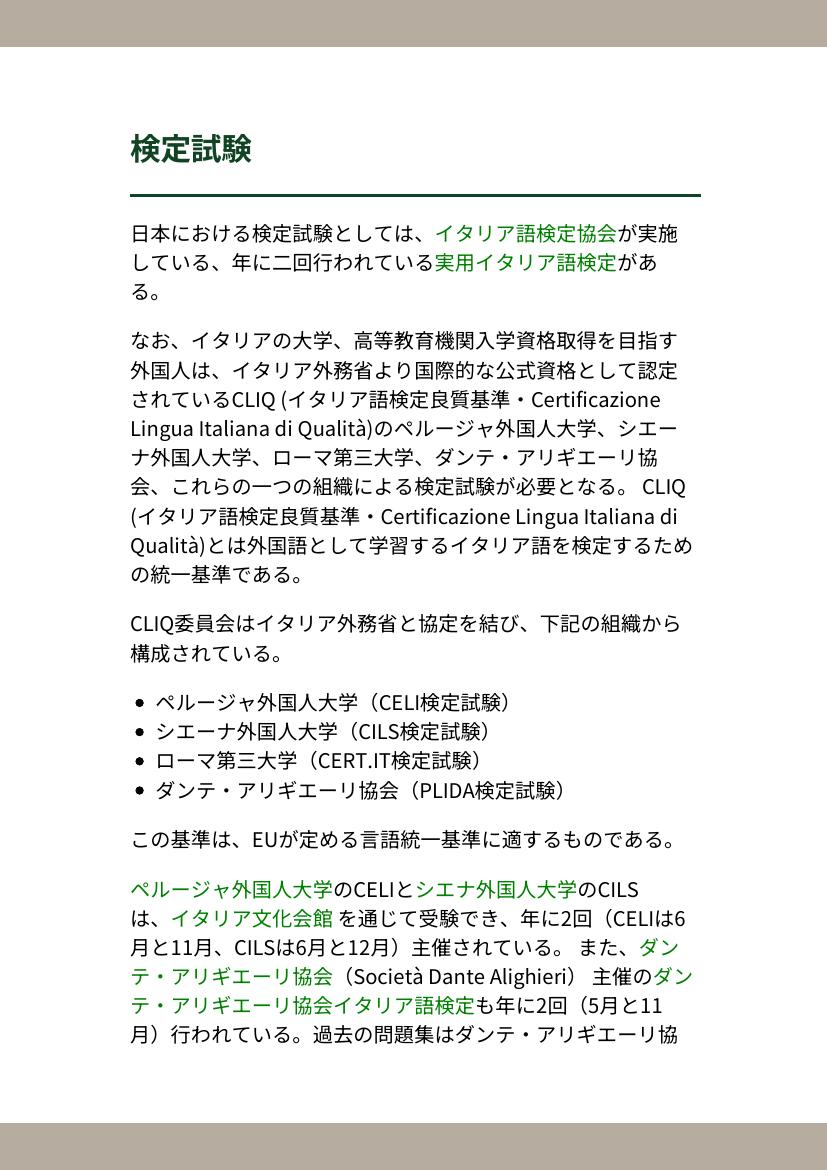 検定試験
日本における検定試験としては、イタリア語検定協会が実施
している、年に二回行われている実用イタリア語検定があ
る。
なお、イタリアの大学、高等教育機関入学資格取得を目指す
外国人は、イタリア外務省より国際的な公式資格として認定
されているCLIQ (イタリア語検定良質基準・Certificazione
Lingua Italiana di Qualità)のペルージャ外国人大学、シエー
ナ外国人大学、ローマ第三大学、ダンテ・アリギエーリ協
会、これらの一つの組織による検定試験が必要となる。 CLIQ
(イタリア語検定良質基準・Certificazione Lingua Italiana di
Qualità)とは外国語として学習するイタリア語を検定するため
の統一基準である。
CLIQ委員会はイタリア外務省と協定を結び、下記の組織から
構成されている。
• ペルージャ外国人大学（CELI検定試験）
• シエーナ外国人大学（CILS検定試験）
• ローマ第三大学（CERT.IT検定試験）
• ダンテ・アリギエーリ協会（PLIDA検定試験）
この基準は、EUが定める言語統一基準に適するものである。
ペルージャ外国人大学のCELIとシエナ外国人大学のCILS
は、イタリア文化会館 を通じて受験でき、年に2回（CELIは6
月と11月、CILSは6月と12月）主催されている。 また、ダン
テ・アリギエーリ協会（Società Dante Alighieri） 主催のダン
テ・アリギエーリ協会イタリア語検定も年に2回（5月と11
月）行われている。過去の問題集はダンテ・アリギエーリ協